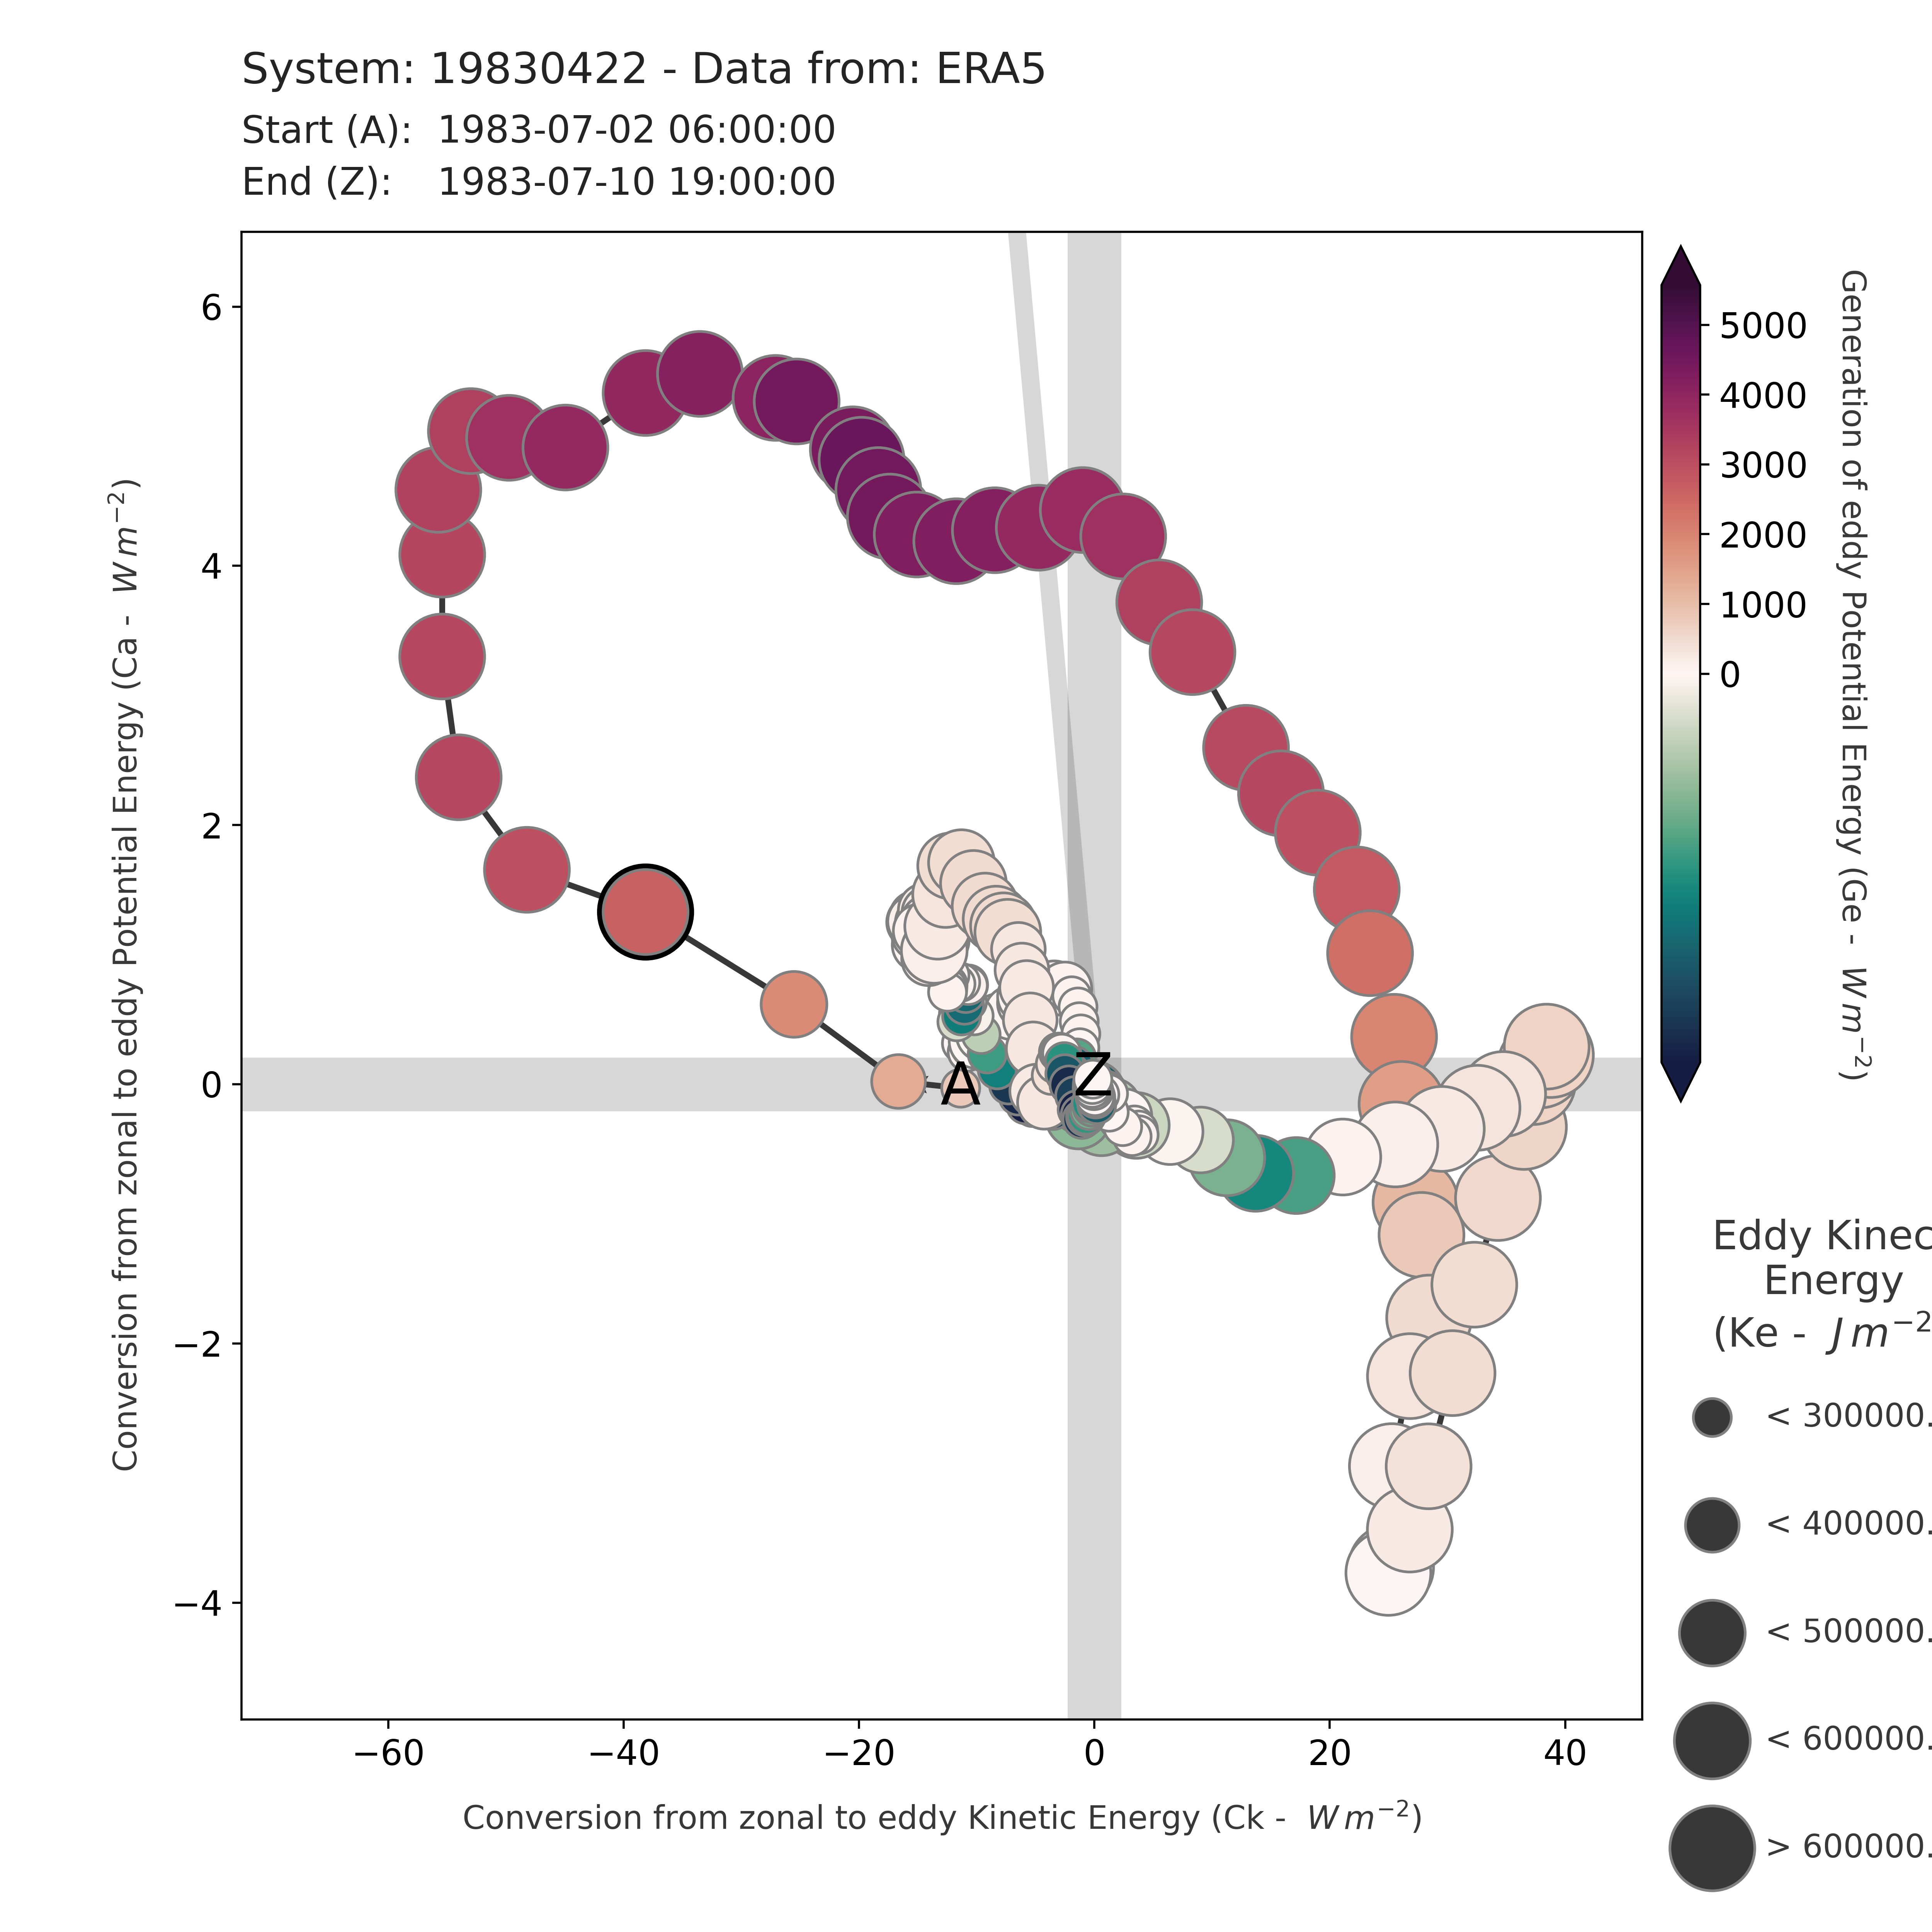 System: 19830422 - Data from: ERA5
Start (A): 1983-07-02 06:00:00
End (Z): 1983-07-10 19:00:00
Conversion from zonal to eddy Potential Energy (Ca - W m⁻²)
6
4
2
0
−2
−4
A
Z
−60
−40
−20
0
20
40
Conversion from zonal to eddy Kinetic Energy (Ck - W m⁻²)
5000
4000
3000
2000
1000
0
Generation of eddy Potential Energy (Ge - W m⁻²)
Eddy Kinec
Energy
(Ke - J m⁻²
< 300000.
< 400000.
< 500000.
< 600000.
> 600000.